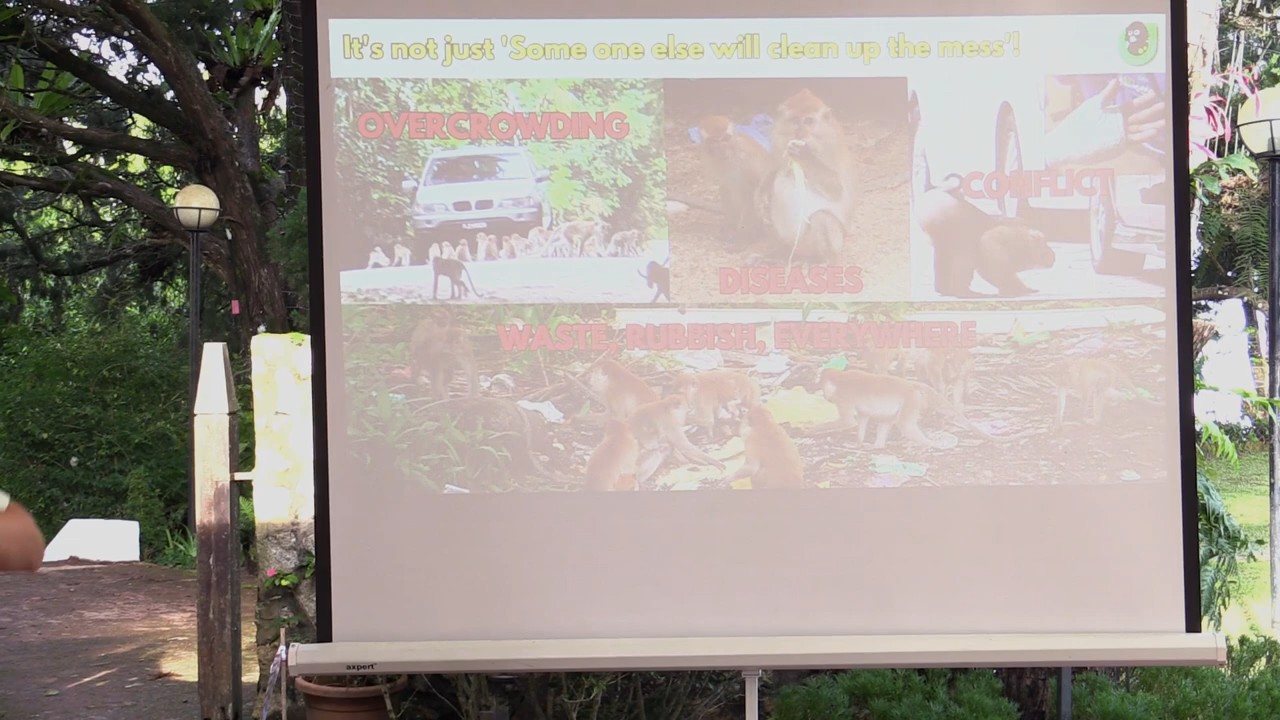 It's not just 'Some one else will clean up the mess'!
OVERCROWDING
DISEASES
CONFLICT
WASTE, RUBBISH, EVERYWHERE
axpert